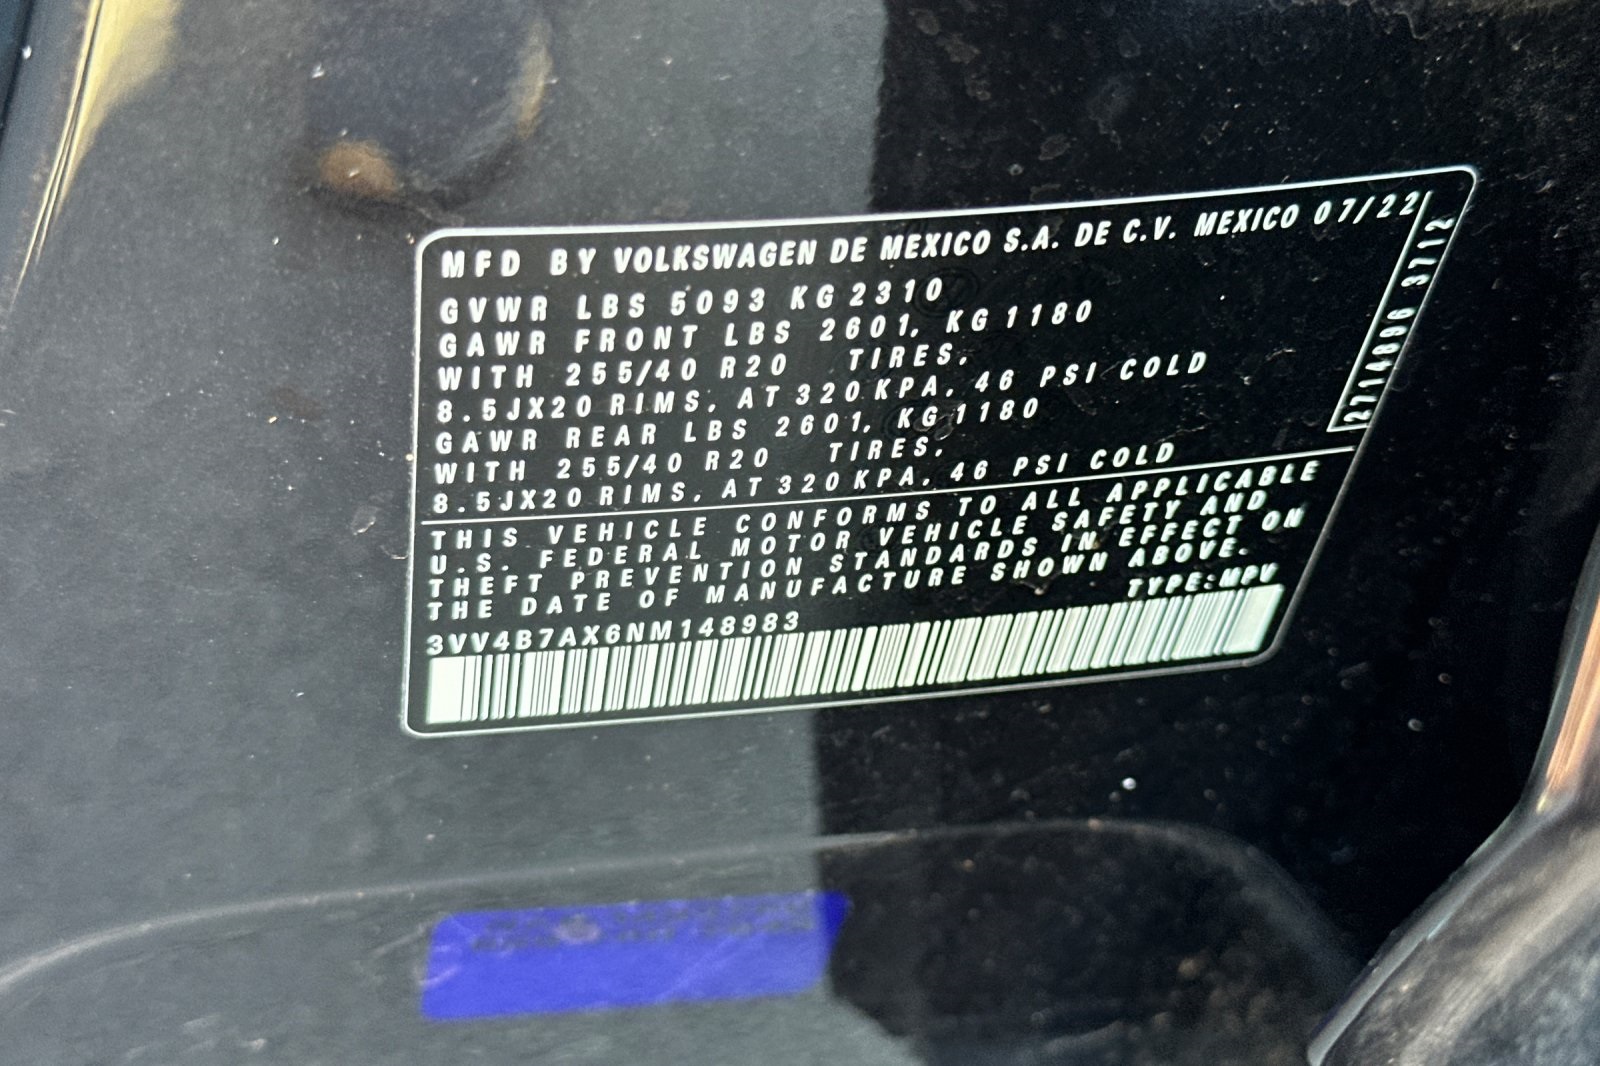 MFD BY VOLKSWAGEN DE MEXICO S.A. DE C.V. MEXICO 07/22
GVWR LBS 5093 KG 2310
GAWR FRONT LBS 2601, KG 1180
WITH 255/40 R20 TIRES,
8.5JX20 RIMS, AT 320 KPA, 46 PSI COLD
GAWR REAR LBS 2601, KG 1180
WITH 255/40 R20 TIRES,
8.5JX20 RIMS, AT 320 KPA, 46 PSI COLD
2714896 3712
THIS VEHICLE CONFORMS TO ALL APPLICABLE
U.S. FEDERAL MOTOR VEHICLE SAFETY AND
THEFT PREVENTION STANDARDS IN EFFECT ON
THE DATE OF MANUFACTURE SHOWN ABOVE.
TYPE:MPV
3VV4B7AX6NM148983